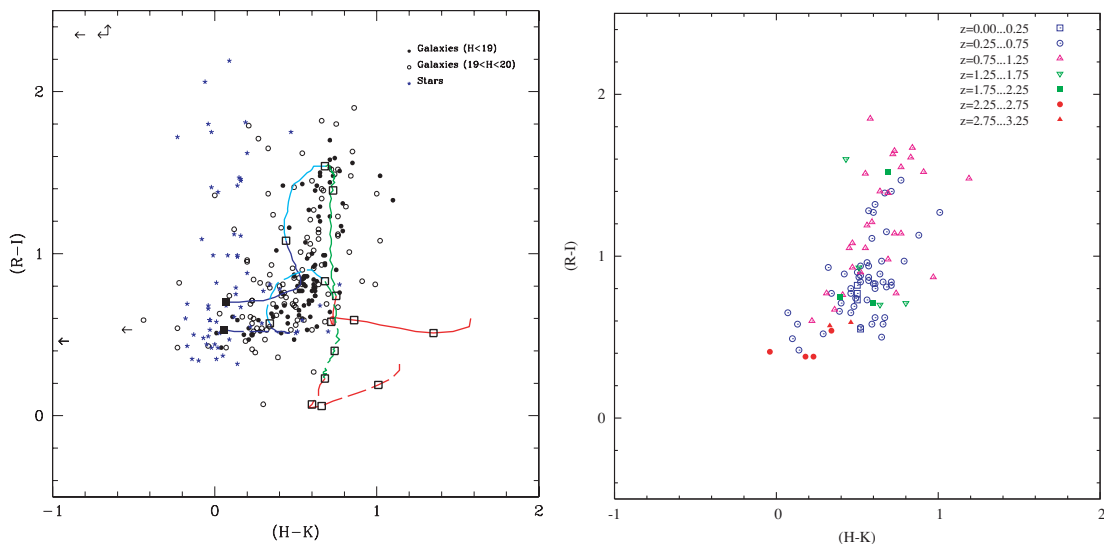 Galaxies (H<19)
Galaxies (19<H<20)
Stars
2
1
0
(R-I)
-1
0
1
2
(H-K)
z=0.00...0.25
z=0.25...0.75
z=0.75...1.25
z=1.25...1.75
z=1.75...2.25
z=2.25...2.75
z=2.75...3.25
2
1
0
(R-I)
-1
0
1
2
(H-K)